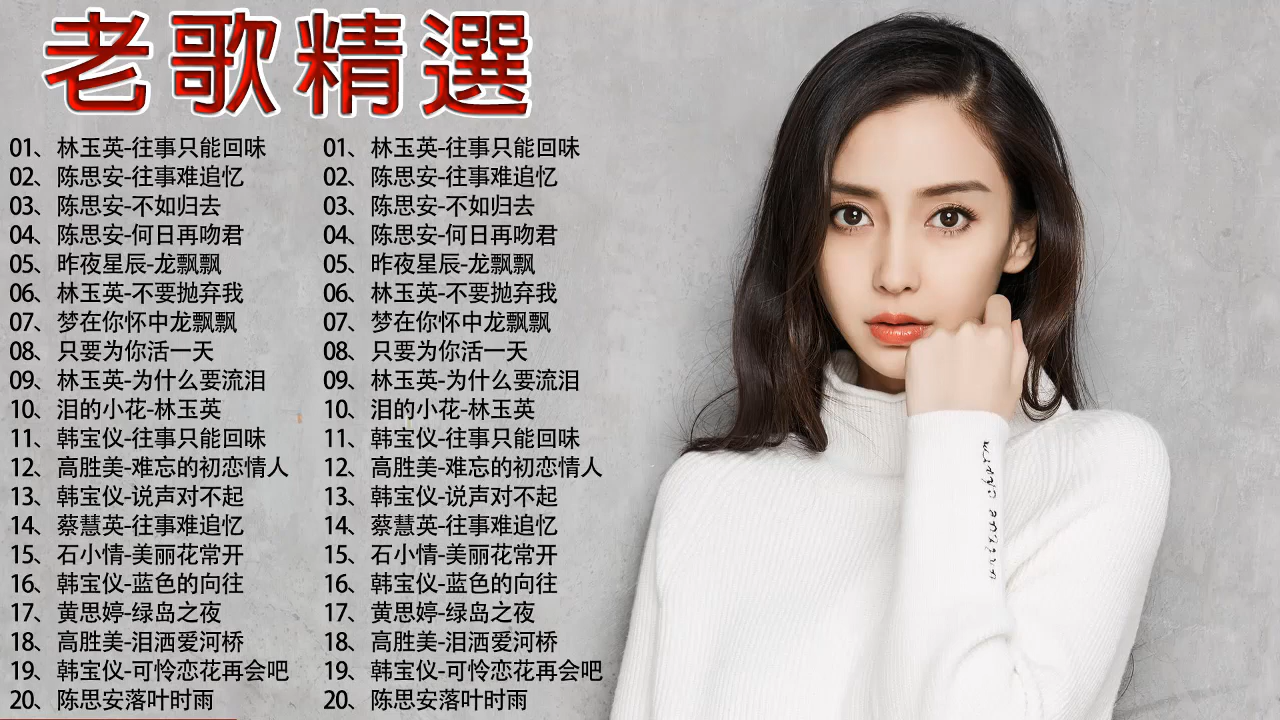 老歌精選
01、林玉英-往事只能回味
02、陈思安-往事难追忆
03、陈思安-不如归去
04、陈思安-何日再吻君
05、昨夜星辰-龙飘飘
06、林玉英-不要抛弃我
07、梦在你怀中龙飘飘
08、只要为你活一天
09、林玉英-为什么要流泪
10、泪的小花-林玉英
11、韩宝仪-往事只能回味
12、高胜美-难忘的初恋情人
13、韩宝仪-说声对不起
14、蔡慧英-往事难追忆
15、石小情-美丽花常开
16、韩宝仪-蓝色的向往
17、黄思婷-绿岛之夜
18、高胜美-泪洒爱河桥
19、韩宝仪-可怜恋花再会吧
20、陈思安落叶时雨
01、林玉英-往事只能回味
02、陈思安-往事难追忆
03、陈思安-不如归去
04、陈思安-何日再吻君
05、昨夜星辰-龙飘飘
06、林玉英-不要抛弃我
07、梦在你怀中龙飘飘
08、只要为你活一天
09、林玉英-为什么要流泪
10、泪的小花-林玉英
11、韩宝仪-往事只能回味
12、高胜美-难忘的初恋情人
13、韩宝仪-说声对不起
14、蔡慧英-往事难追忆
15、石小情-美丽花常开
16、韩宝仪-蓝色的向往
17、黄思婷-绿岛之夜
18、高胜美-泪洒爱河桥
19、韩宝仪-可怜恋花再会吧
20、陈思安落叶时雨